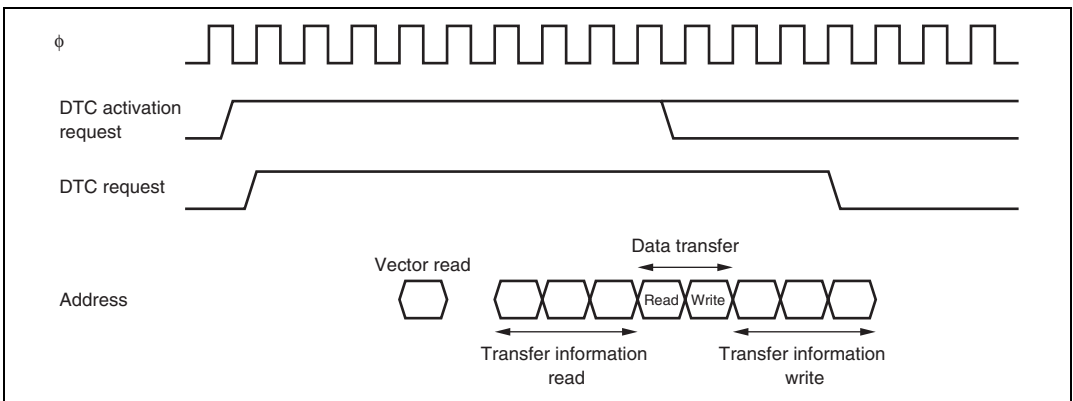 φ
DTC activation
request
DTC request
Data transfer
Vector read
Address
Read Write
Transfer information
read
Transfer information
write